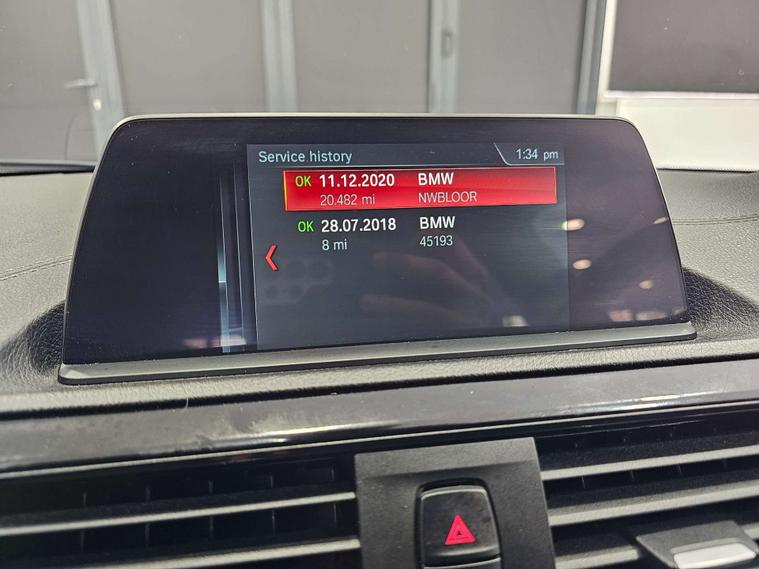 Service history 1:34 pm
OK 11.12.2020 BMW
20.482 mi NWBLOOR
OK 28.07.2018 BMW
8 mi 45193